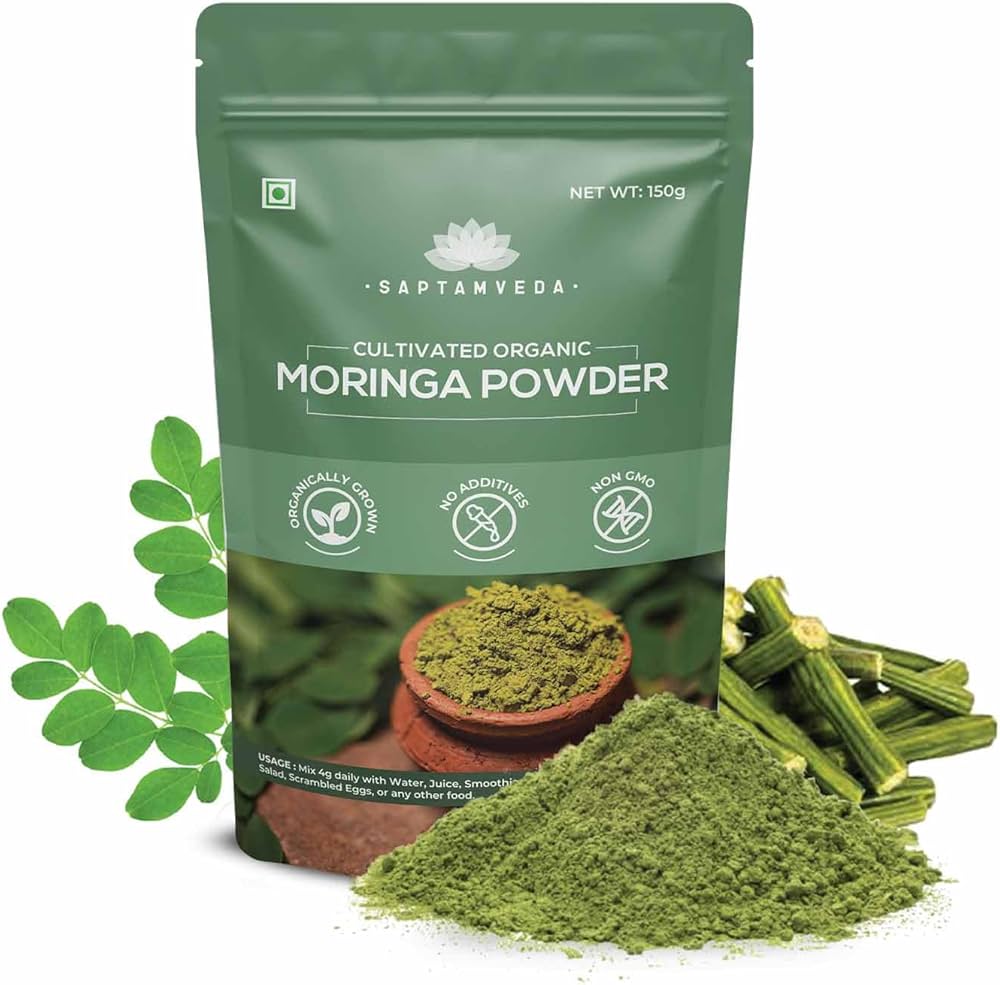 NET WT: 150g
· SAPTAMVEDA ·
CULTIVATED ORGANIC
MORINGA POWDER
ORGANICALLY GROWN
NO ADDITIVES
NON GMO
USAGE : Mix 4g daily with Water, Juice,
Salad, Scrambled Eggs, or any other food.